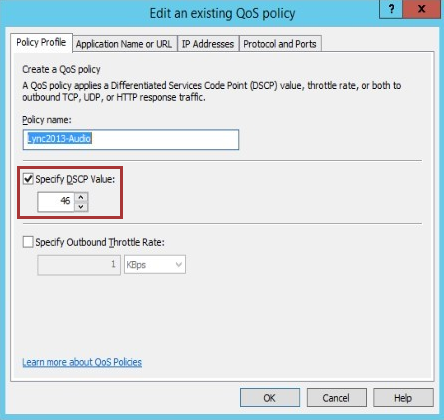 Edit an existing QoS policy
?
x
Policy Profile
Application Name or URL
IP Addresses
Protocol and Ports
Create a QoS policy
A QoS policy applies a Differentiated Services Code Point (DSCP) value, throttle rate, or both to
outbound TCP, UDP, or HTTP response traffic.
Policy name:
Lync2013-Audio
Specify DSCP Value:
46
Specify Outbound Throttle Rate:
1
KBps
Learn more about QoS Policies
OK
Cancel
Help